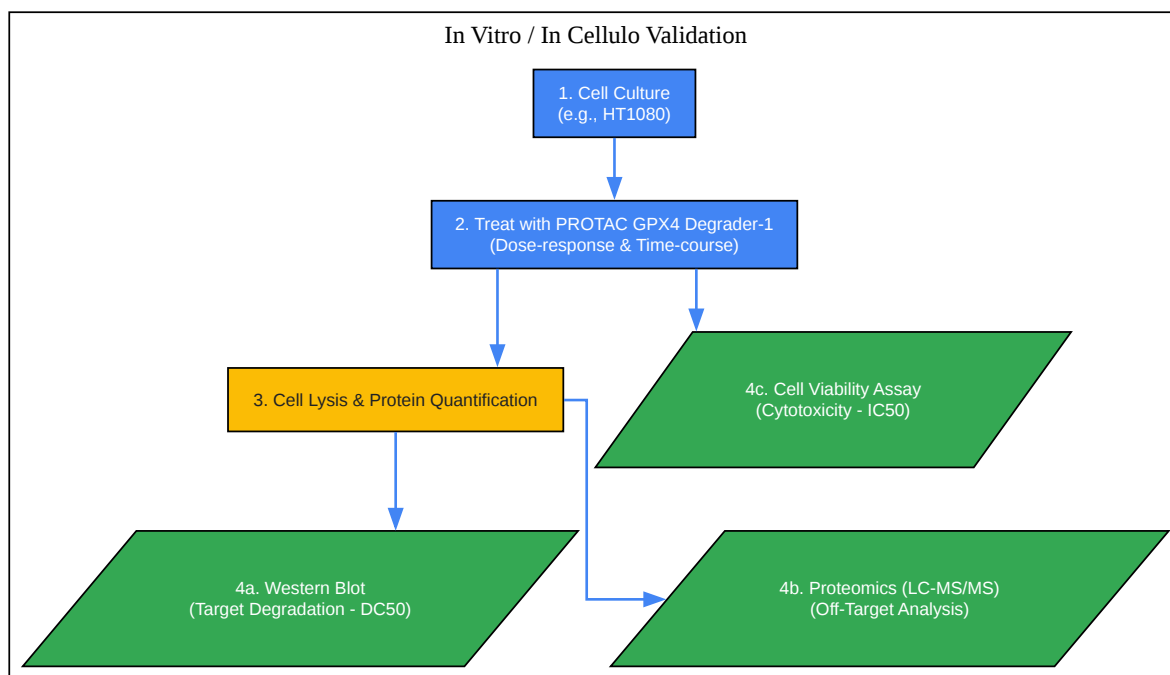 In Vitro / In Cellulo Validation
1. Cell Culture
(e.g., HT1080)
2. Treat with PROTAC GPX4 Degrader-1
(Dose-response & Time-course)
3. Cell Lysis & Protein Quantification
4c. Cell Viability Assay
(Cytotoxicity - IC50)
4a. Western Blot
(Target Degradation - DC50)
4b. Proteomics (LC-MS/MS)
(Off-Target Analysis)